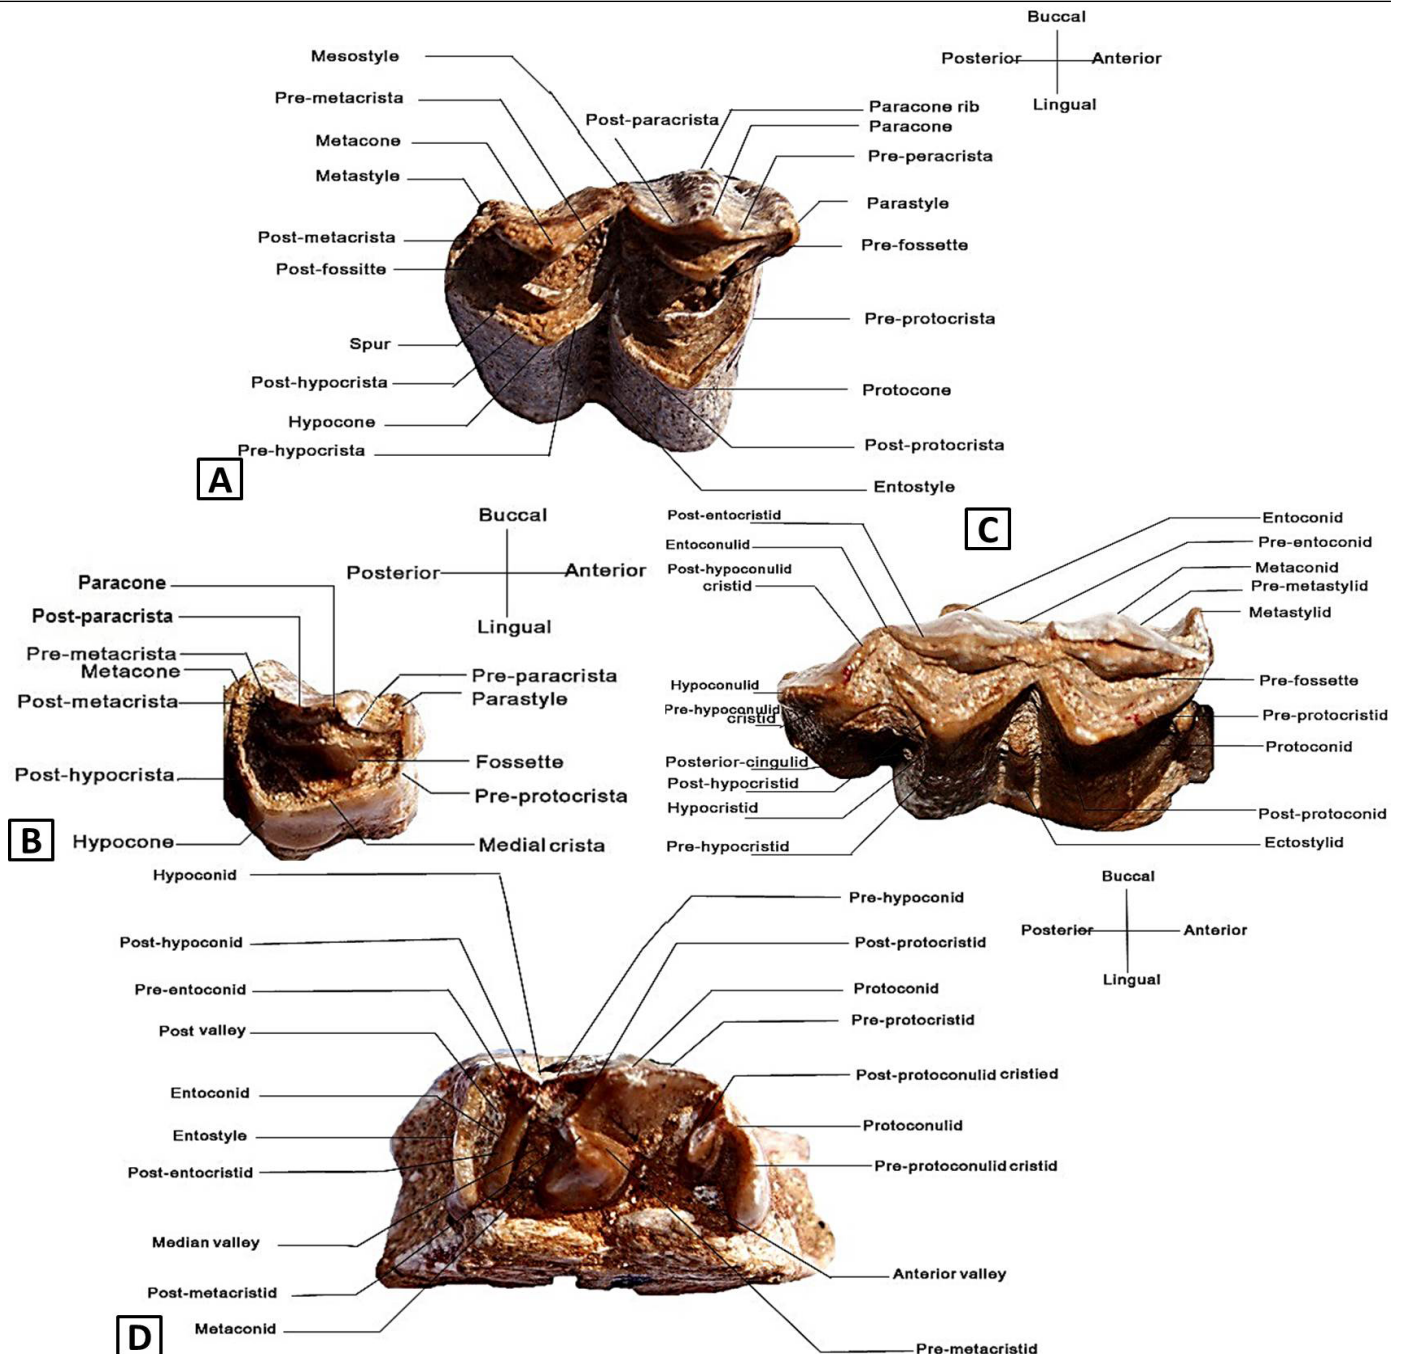 Buccal
Posterior
Anterior
Lingual
Mesostyle
Pre-metacrista
Metacone
Metastyle
Post-metacrista
Post-fossitte
Spur
Post-hypocrista
Hypocone
Pre-hypocrista
Post-paracrista
Paracone rib
Paracone
Pre-peracrista
Parastyle
Pre-fossette
Pre-protocrista
Protocone
Post-protocrista
Entostyle
A
Buccal
Posterior
Anterior
Lingual
Paracone
Post-paracrista
Pre-metacrista
Metacone
Post-metacrista
Post-hypocrista
Hypocone
Pre-paracrista
Parastyle
Fossette
Pre-protocrista
Medial crista
B
C
Post-entocristid
Entoconulid
Post-hypoconulid
cristid
Hypoconulid
Pre-hypoconulid
cristid
Posterior-cingulid
Post-hypocristid
Hypocristid
Pre-hypocristid
Entoconid
Pre-entoconid
Metaconid
Pre-metastylid
Metastylid
Pre-fossette
Pre-protocristid
Protoconid
Post-protoconid
Ectostylid
Buccal
Posterior
Anterior
Lingual
Hypoconid
Post-hypoconid
Pre-entoconid
Post valley
Entoconid
Entostyle
Post-entocristid
Median valley
Post-metacristid
Metaconid
Pre-hypoconid
Post-protocristid
Protoconid
Pre-protocristid
Post-protoconulid cristied
Protoconulid
Pre-protoconulid cristid
Anterior valley
Pre-metacristid
D